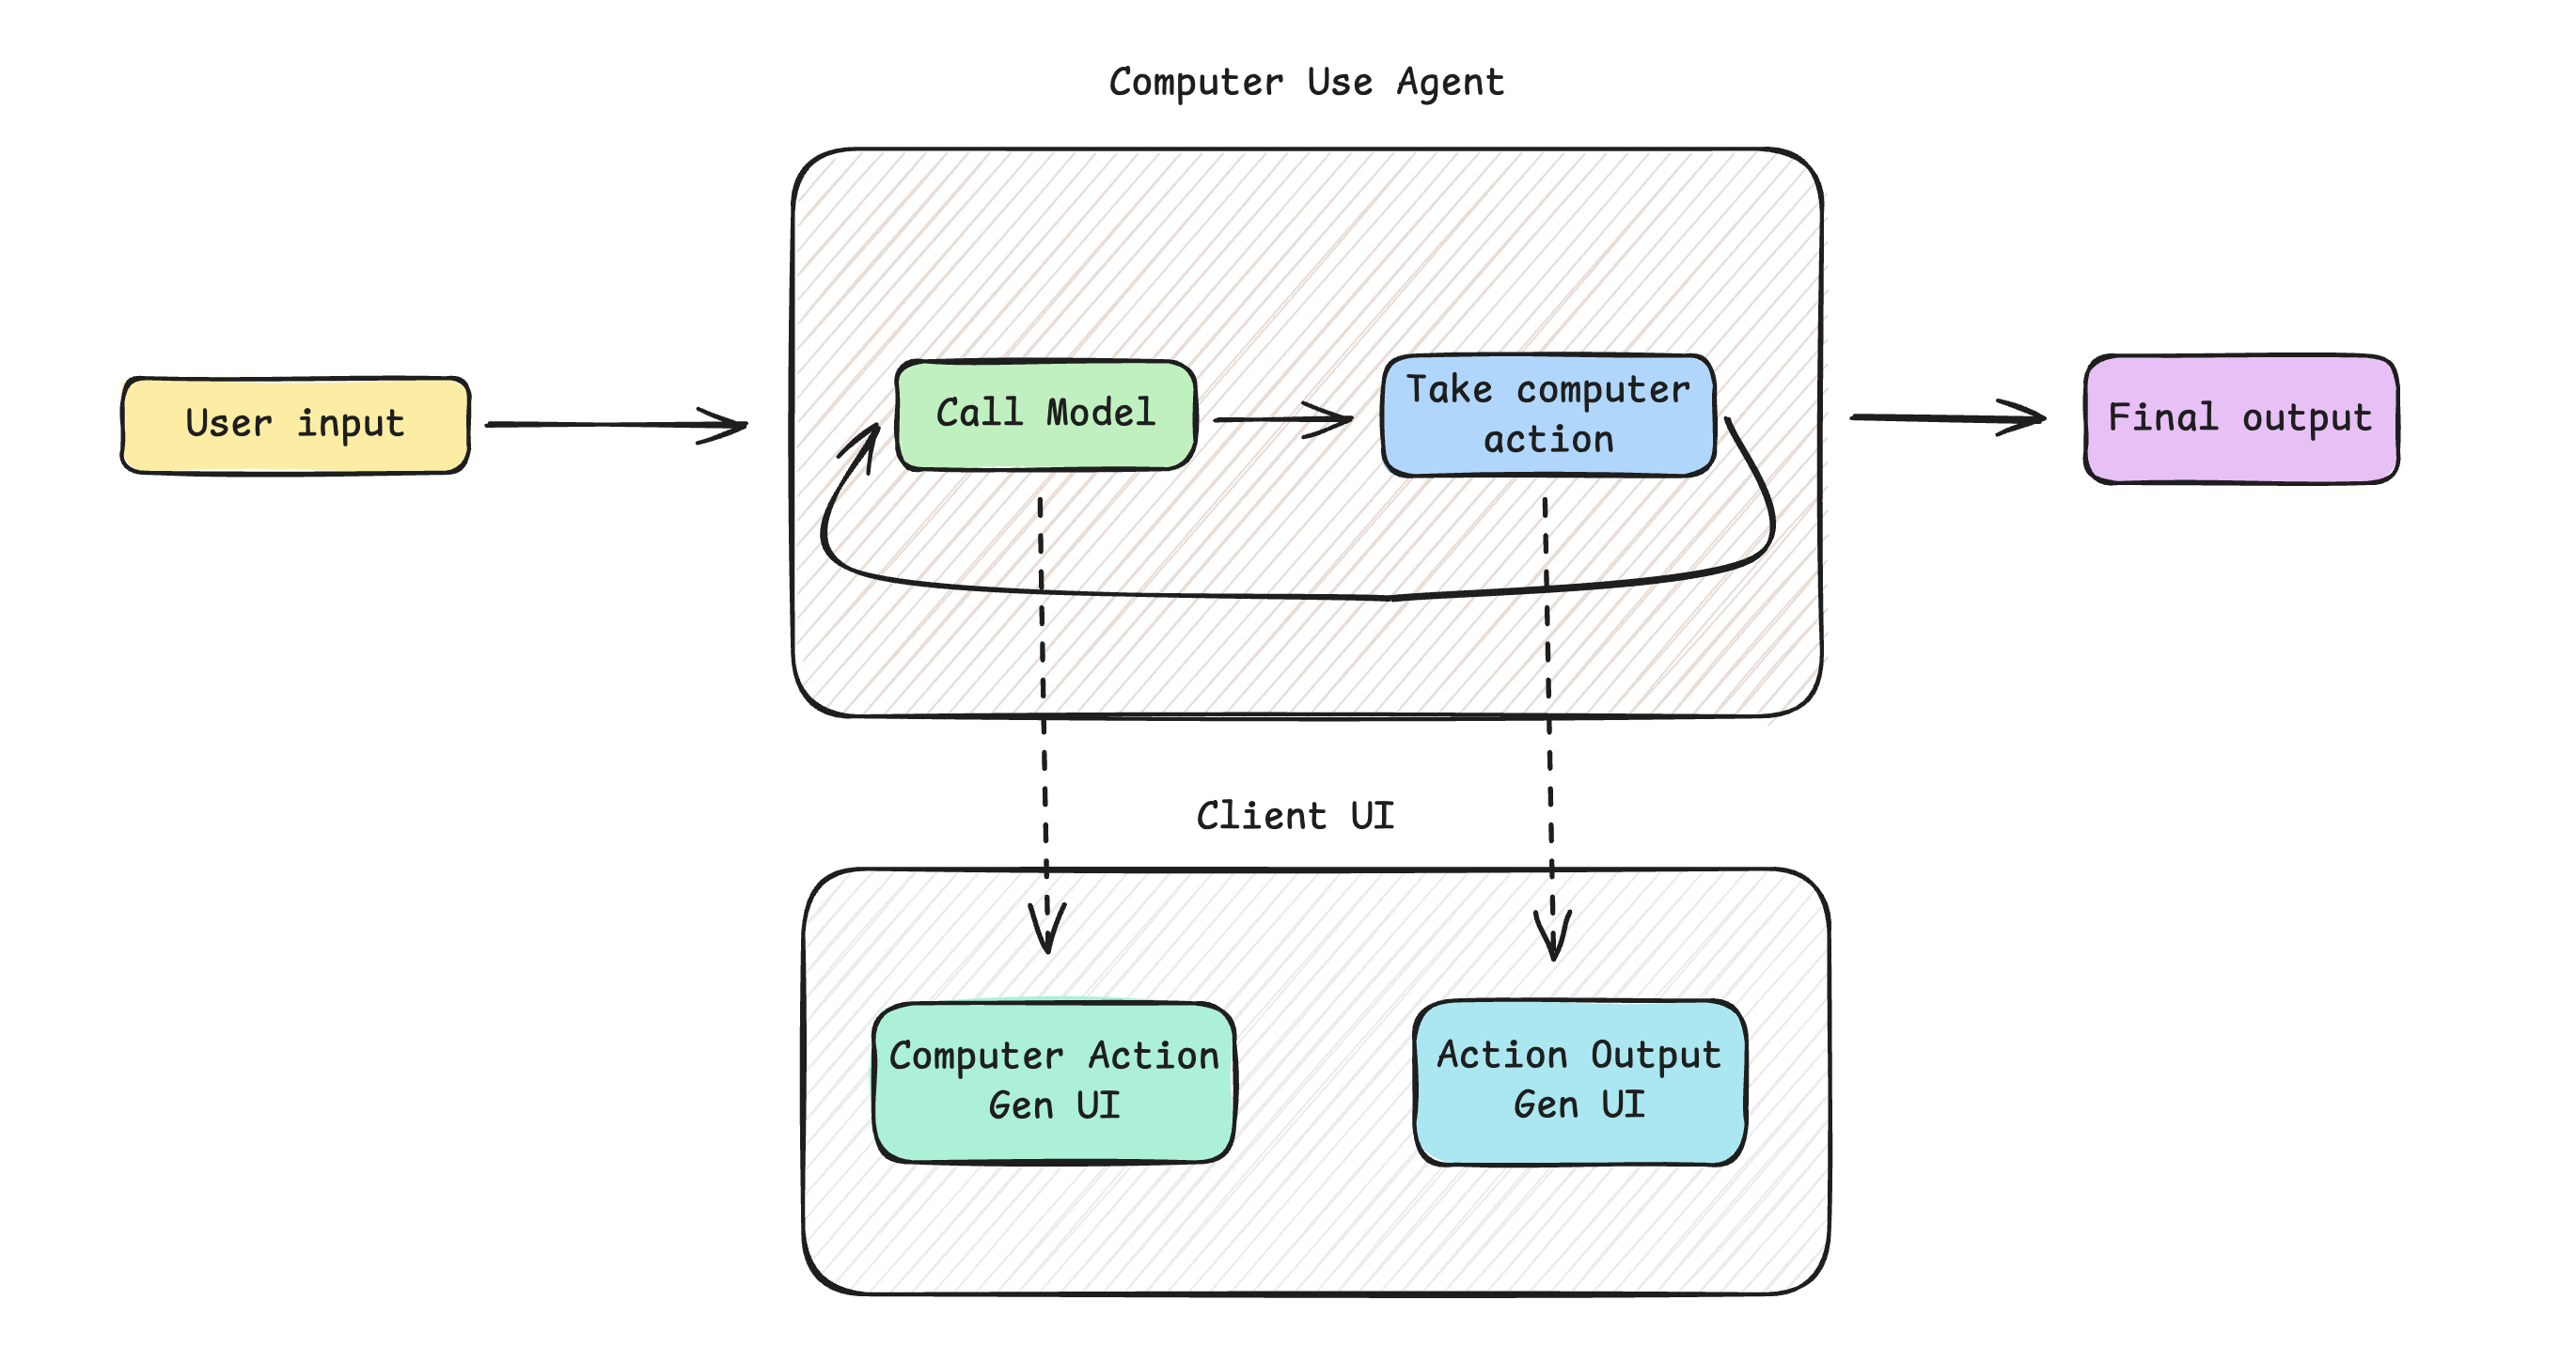 Computer Use Agent
User input
Call Model
Take computer
action
Final output
Client UI
Computer Action
Gen UI
Action Output
Gen UI